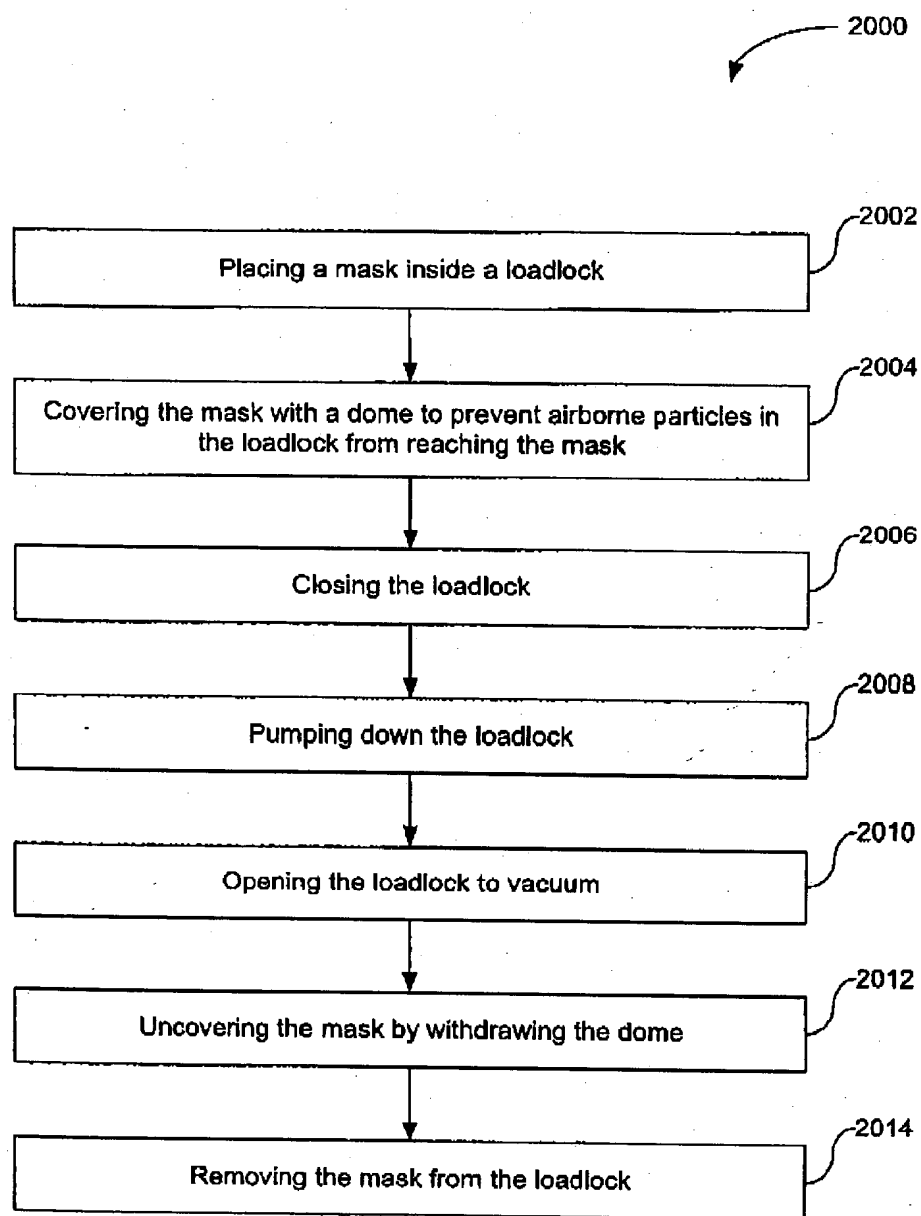 2000
2002
Placing a mask inside a loadlock
2004
Covering the mask with a dome to prevent airborne particles in
the loadlock from reaching the mask
2006
Closing the loadlock
2008
Pumping down the loadlock
2010
Opening the loadlock to vacuum
2012
Uncovering the mask by withdrawing the dome
2014
Removing the mask from the loadlock